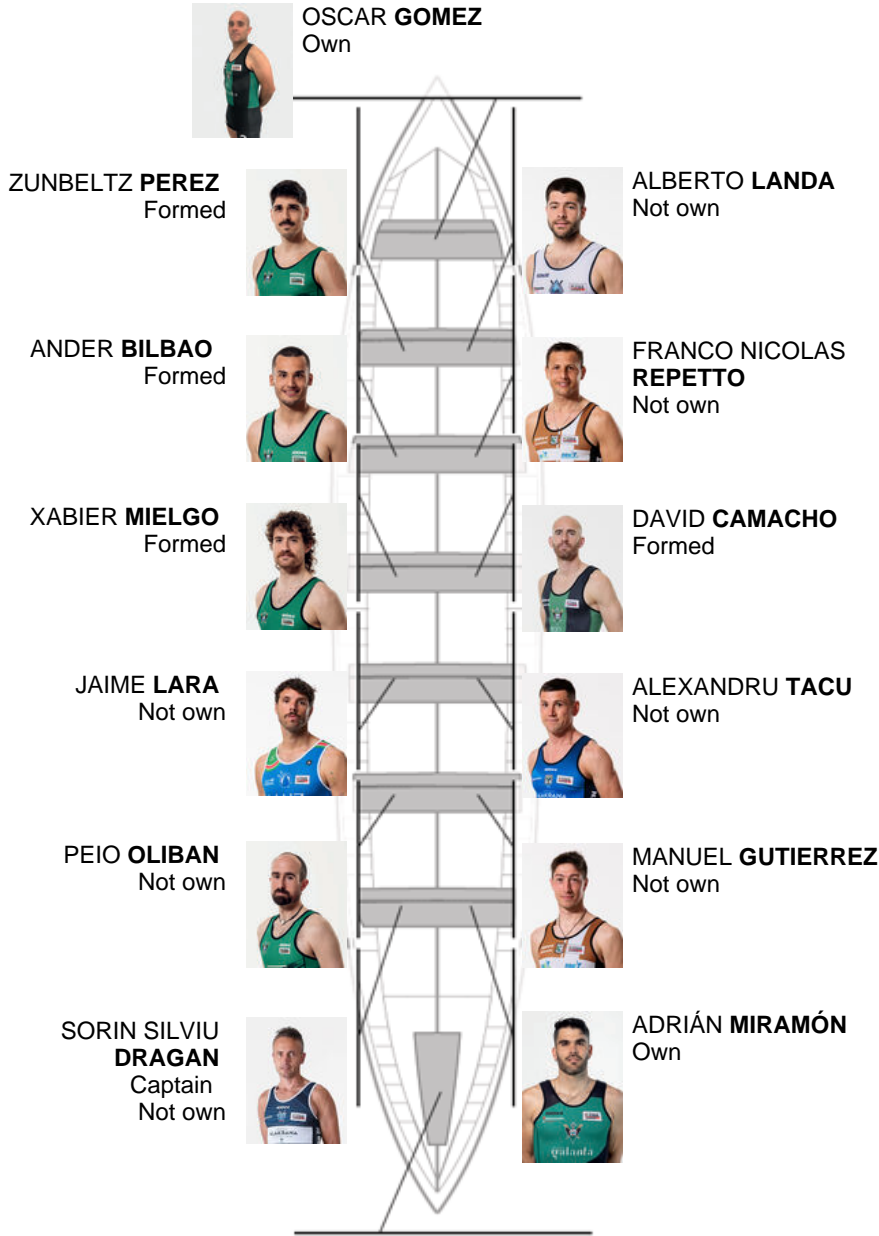 OSCAR GOMEZ
Own
ZUNBELTZ PEREZ
Formed
ALBERTO LANDA
Not own
ANDER BILBAO
Formed
FRANCO NICOLAS
REPETTO
Not own
XABIER MIELGO
Formed
DAVID CAMACHO
Formed
JAIME LARA
Not own
ALEXANDRU TACU
Not own
PEIO OLIBAN
Not own
MANUEL GUTIERREZ
Not own
SORIN SILVIU
DRAGAN
Captain
Not own
ADRIÁN MIRAMÓN
Own